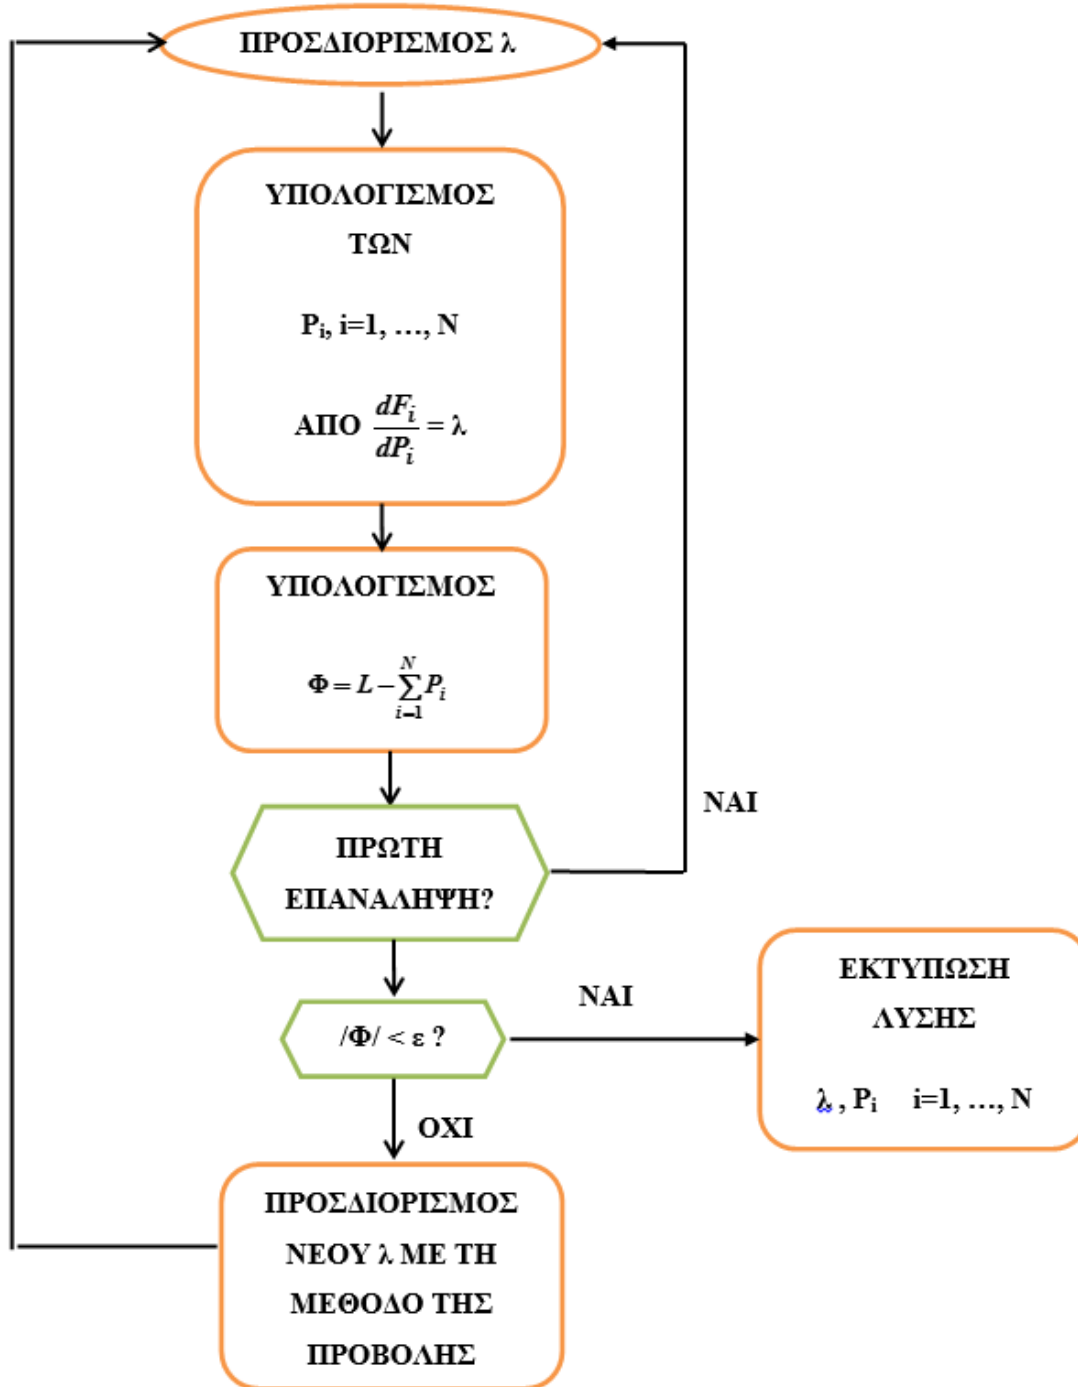 ΠΡΟΣΔΙΟΡΙΣΜΟΣ λ
ΥΠΟΛΟΓΙΣΜΟΣ
ΤΩΝ
Pᵢ, i=1, …, N
ΑΠΟ dFᵢ/dPᵢ = λ
ΥΠΟΛΟΓΙΣΜΟΣ
Φ = L − ∑ᵢ₌₁ᴺ Pᵢ
ΝΑΙ
ΠΡΩΤΗ
ΕΠΑΝΑΛΗΨΗ?
ΝΑΙ
/Φ/ < ε ?
ΕΚΤΥΠΩΣΗ
ΛΥΣΗΣ
λ , Pᵢ i=1, …, N
ΟΧΙ
ΠΡΟΣΔΙΟΡΙΣΜΟΣ
ΝΕΟΥ λ ΜΕ ΤΗ
ΜΕΘΟΔΟ ΤΗΣ
ΠΡΟΒΟΛΗΣ